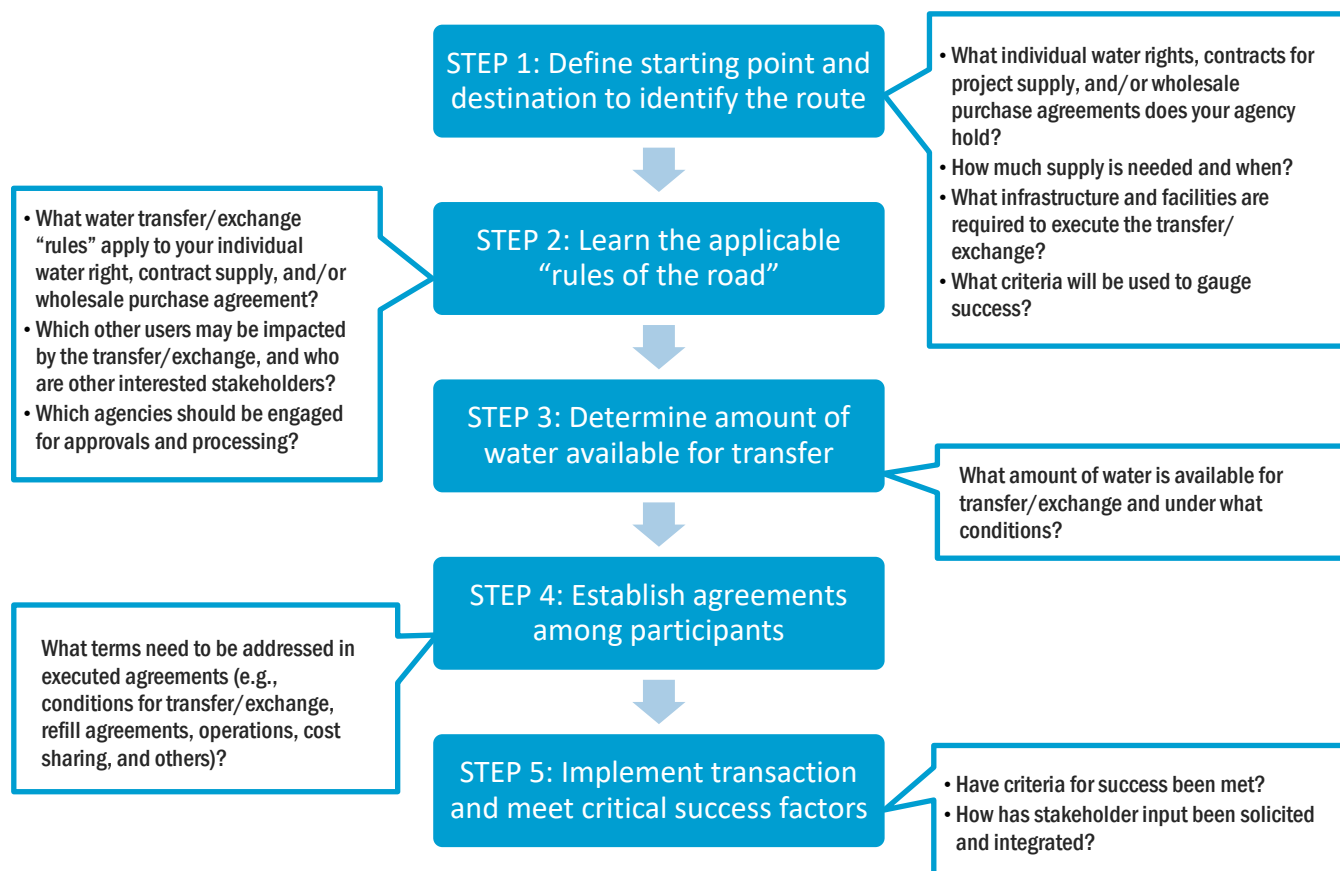 STEP 1: Define starting point and
destination to identify the route
• What individual water rights, contracts for
project supply, and/or wholesale
purchase agreements does your agency
hold?
• How much supply is needed and when?
• What infrastructure and facilities are
required to execute the transfer/
exchange?
• What criteria will be used to gauge
success?
STEP 2: Learn the applicable
“rules of the road”
• What water transfer/exchange
“rules” apply to your individual
water right, contract supply, and/or
wholesale purchase agreement?
• Which other users may be impacted
by the transfer/exchange, and who
are other interested stakeholders?
• Which agencies should be engaged
for approvals and processing?
STEP 3: Determine amount of
water available for transfer
What amount of water is available for
transfer/exchange and under what
conditions?
STEP 4: Establish agreements
among participants
What terms need to be addressed in
executed agreements (e.g.,
conditions for transfer/exchange,
refill agreements, operations, cost
sharing, and others)?
STEP 5: Implement transaction
and meet critical success factors
• Have criteria for success been met?
• How has stakeholder input been solicited
and integrated?